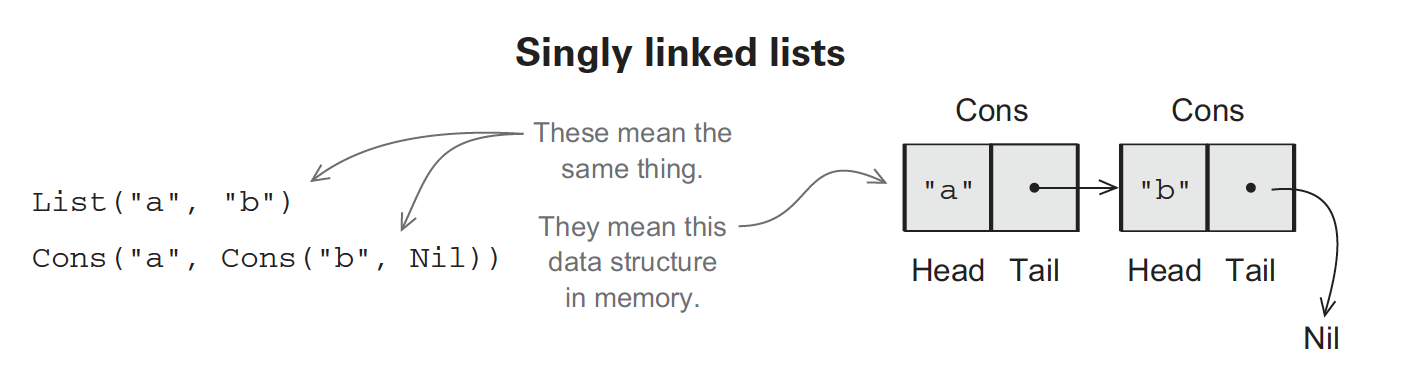 Singly linked lists
These mean the
same thing.
List("a", "b")
Cons("a", Cons("b", Nil))
They mean this
data structure
in memory.
Cons Cons
"a" "b"
Head Tail Head Tail
Nil